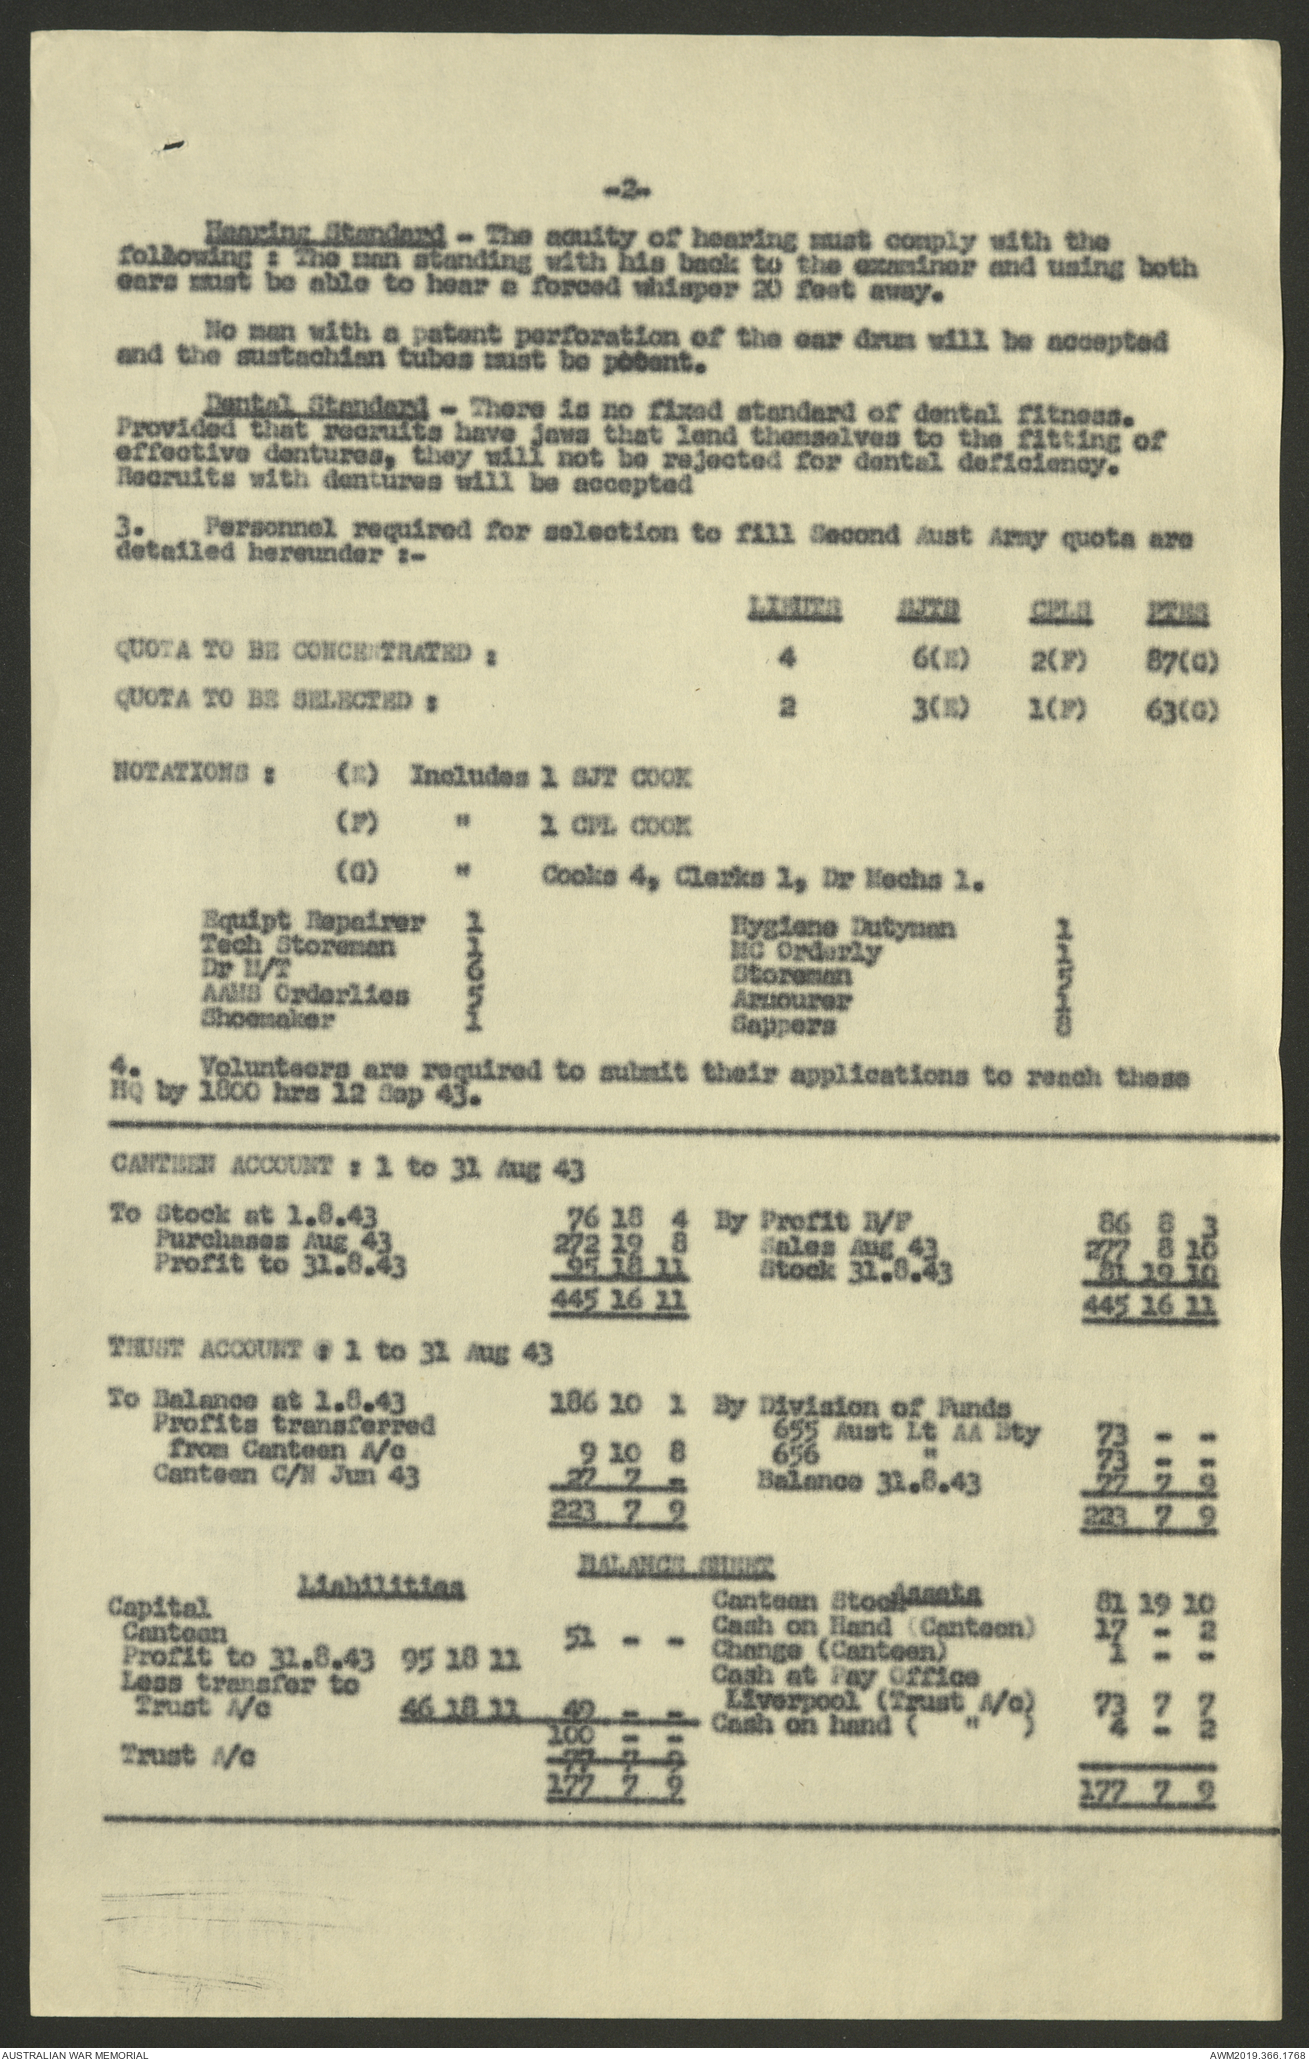 -2-
Hearing Standard - The acuity of hearing must comply with the
following : The man standing with his back to the examiner and using both
ears must be able to hear a forced whisper 20 feet away.
No man with a patent perforation of the ear drum will be accepted
and the eustachian tubes must be patent.
Dental Standard - There is no fixed standard of dental fitness.
Provided that recruits have jaws that lend themselves to the fitting of
effective dentures, they will not be rejected for dental deficiency.
Recruits with dentures will be accepted
3. Personnel required for selection to fill Second Aust Army quota are
detailed hereunder :-
LIEUTS SJTS CPLS PTES
QUOTA TO BE CONCENTRATED : 4 6(E) 2(F) 87(G)
QUOTA TO BE SELECTED : 2 3(E) 1(F) 63(G)
NOTATIONS : (E) Includes 1 SJT COOK
(F) " 1 CPL COOK
(G) " Cooks 4, Clerks 1, Dr Mechs 1.
Equipt Repairer 1 Hygiene Dutyman 1
Tech Storeman 1 MC Orderly 1
Dr M/T 6 Storeman 5
AAMS Orderlies 5 Armourer 1
Shoemaker 1 Sappers 8
4. Volunteers are required to submit their applications to reach these
HQ by 1800 hrs 12 Sep 43.
CANTEEN ACCOUNT : 1 to 31 Aug 43
To Stock at 1.8.43 76 18 4 By Profit B/F 86 8 3
Purchases Aug 43 272 19 8 Sales Aug 43 277 8 10
Profit to 31.8.43 95 18 11 Stock 31.8.43 81 19 10
445 16 11 445 16 11
TRUST ACCOUNT : 1 to 31 Aug 43
To Balance at 1.8.43 186 10 1 By Division of Funds
Profits transferred 655 Aust Lt AA Bty 73 - -
from Canteen A/c 9 10 8 656 " 73 - -
Canteen C/N Jun 43 27 7 - Balance 31.8.43 77 7 9
223 7 9 223 7 9
BALANCE SHEET
Liabilities Assets
Capital Canteen Stock 81 19 10
Canteen 51 - - Cash on Hand (Canteen) 17 - 2
Profit to 31.8.43 95 18 11 Change (Canteen) 1 - -
Less transfer to Cash at Pay Office
Trust A/c 46 18 11 49 - - Liverpool (Trust A/c) 73 7 7
100 - - Cash on hand ( " ) 4 - 2
Trust A/c 77 7 9
177 7 9 177 7 9
AUSTRALIAN WAR MEMORIAL AWM2019.366.1768